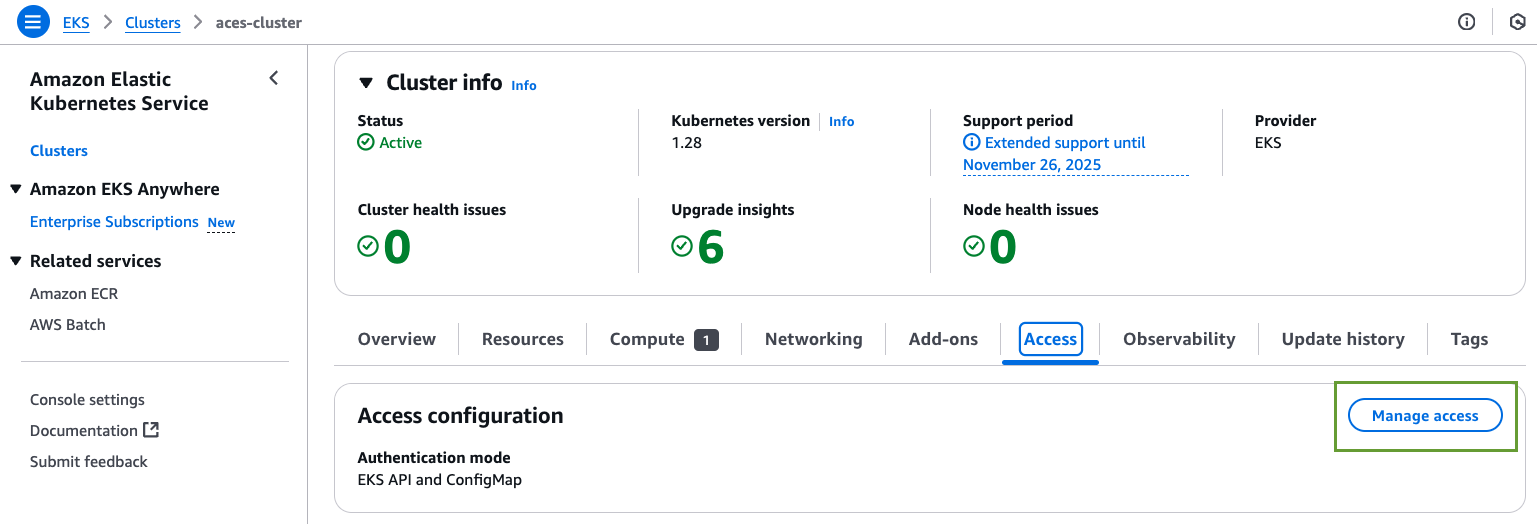 EKS > Clusters > aces-cluster
Amazon Elastic
Kubernetes Service
Clusters
Amazon EKS Anywhere
Enterprise Subscriptions New
Related services
Amazon ECR
AWS Batch
Console settings
Documentation
Submit feedback
Cluster info Info
Status
Active
Kubernetes version Info
1.28
Support period
Extended support until
November 26, 2025
Provider
EKS
Cluster health issues
0
Upgrade insights
6
Node health issues
0
Overview Resources Compute 1 Networking Add-ons Access Observability Update history Tags
Access configuration
Manage access
Authentication mode
EKS API and ConfigMap